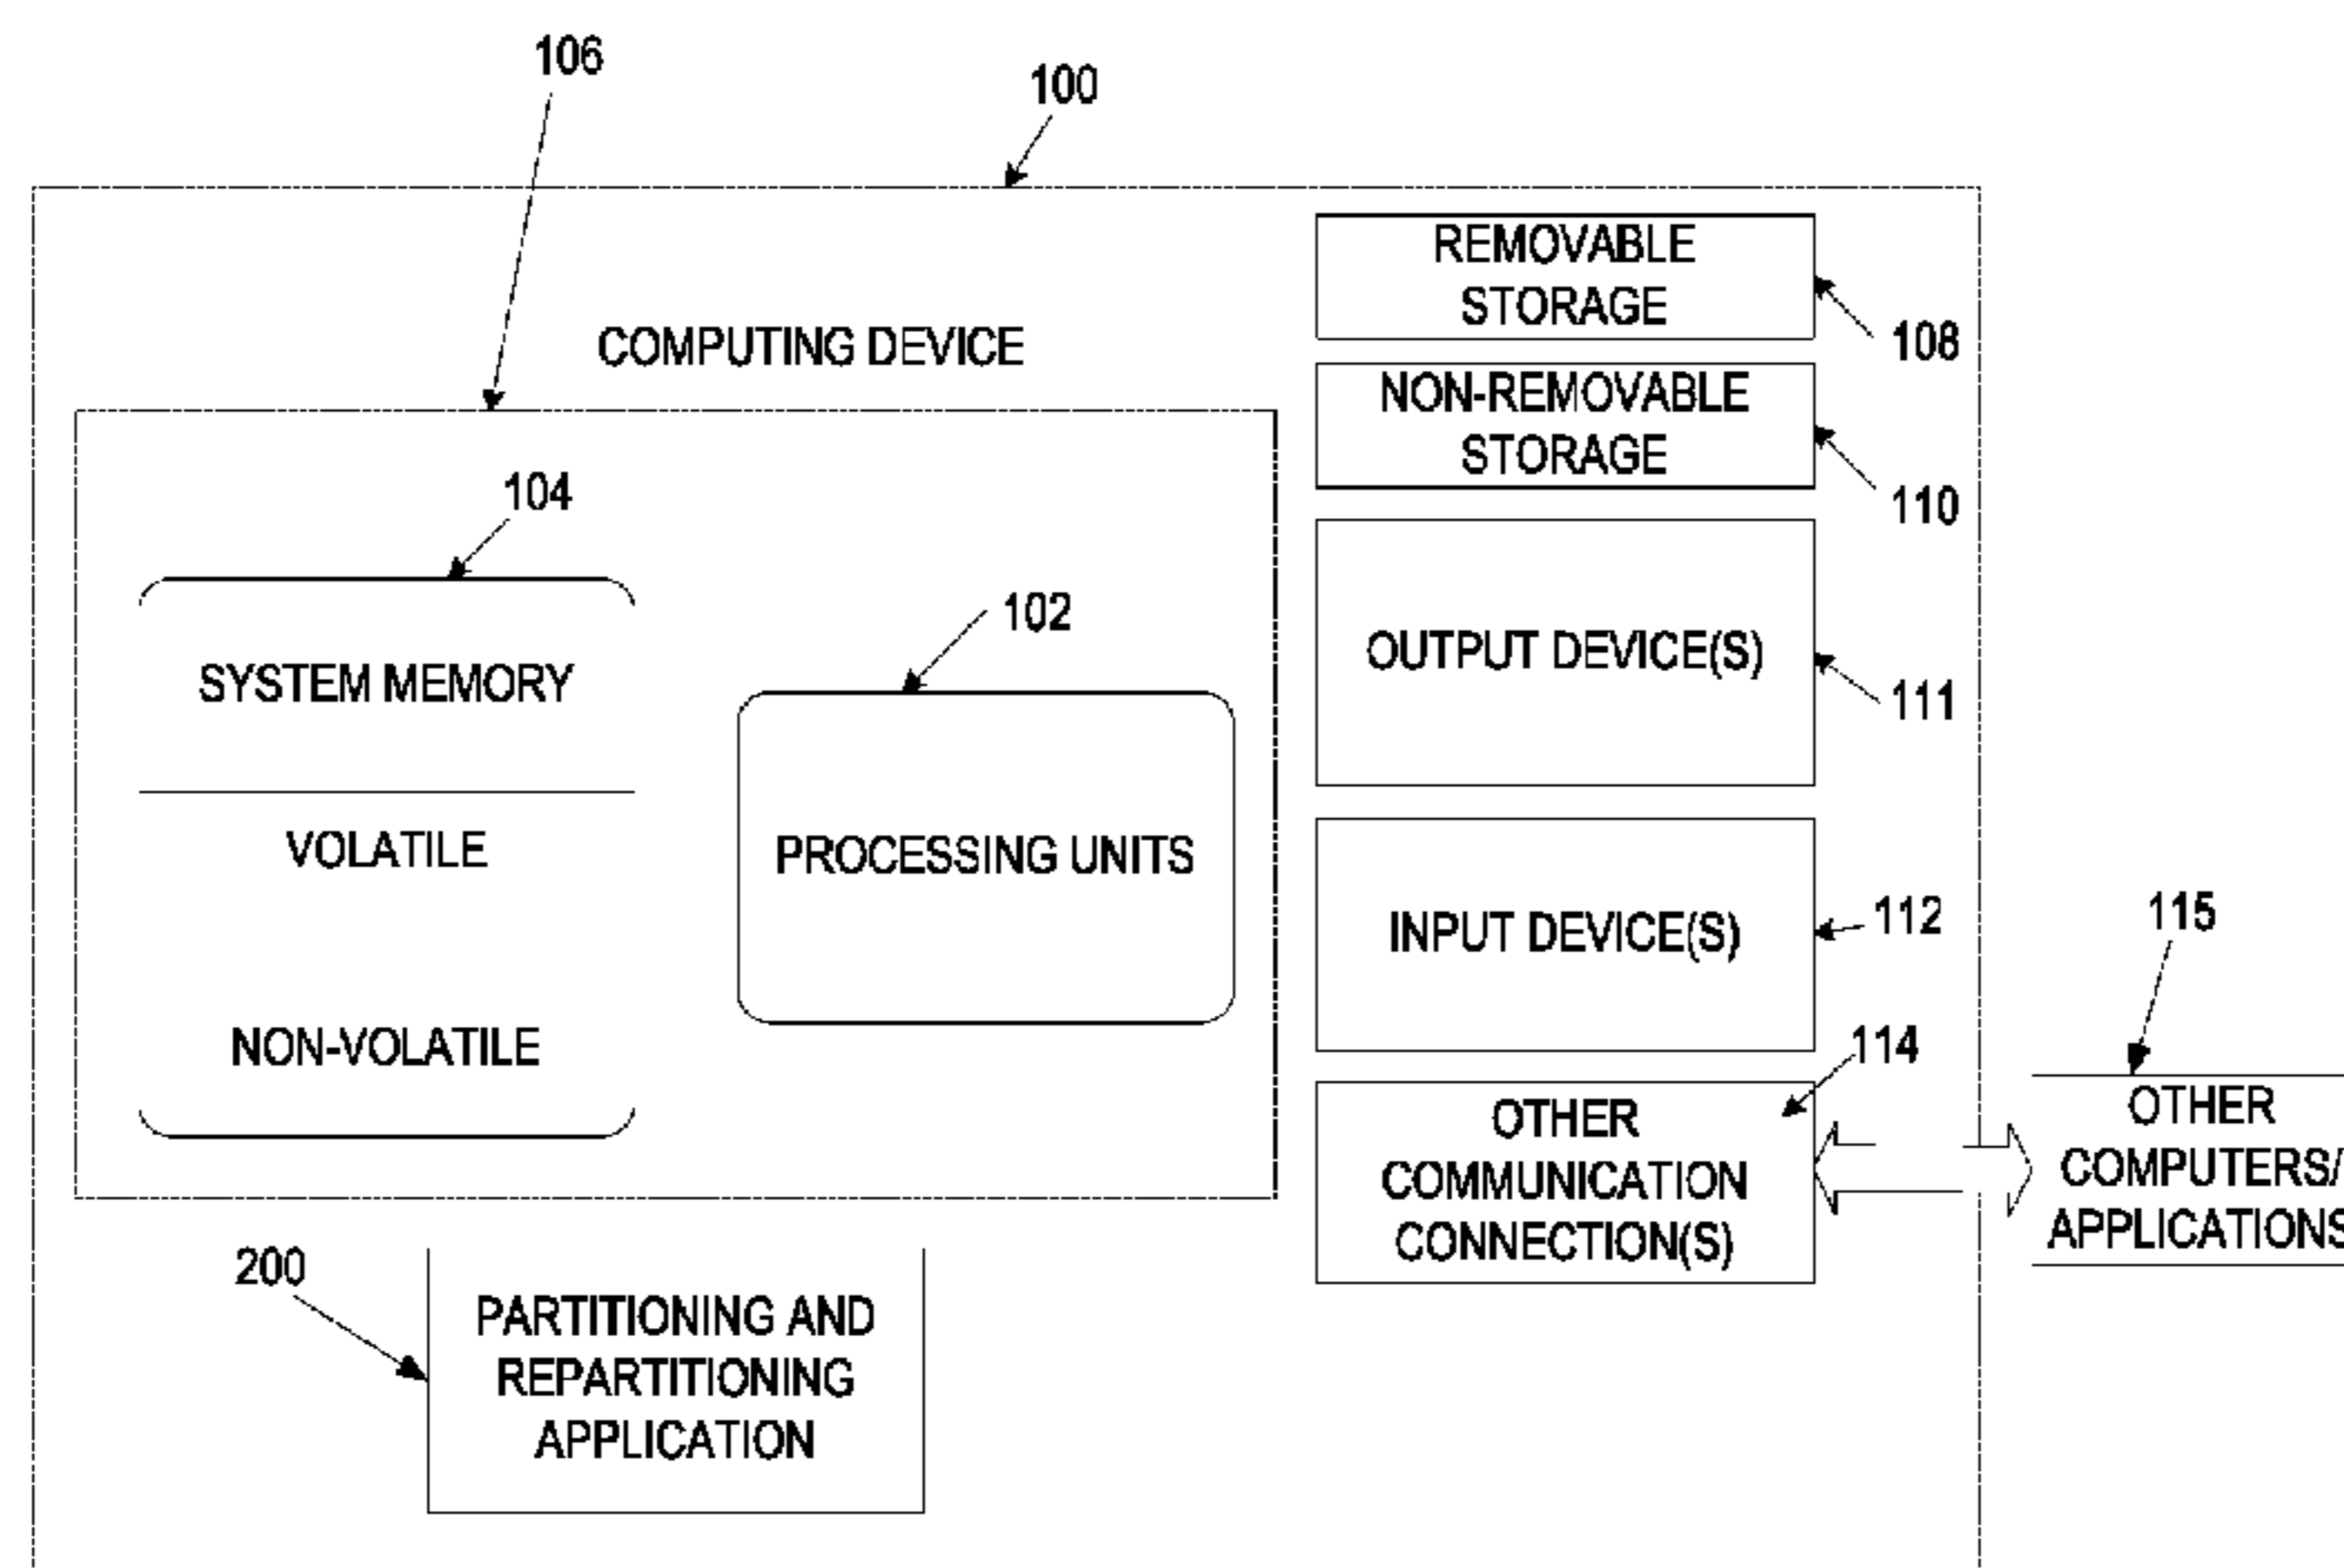 106
100
REMOVABLE
STORAGE
108
COMPUTING DEVICE
NON-REMOVABLE
STORAGE
110
104
102
OUTPUT DEVICE(S)
111
SYSTEM MEMORY
VOLATILE
PROCESSING UNITS
NON-VOLATILE
INPUT DEVICE(S)
112
115
114
OTHER
COMMUNICATION
CONNECTION(S)
OTHER
COMPUTERS/
APPLICATIONS
200
PARTITIONING AND
REPARTITIONING
APPLICATION